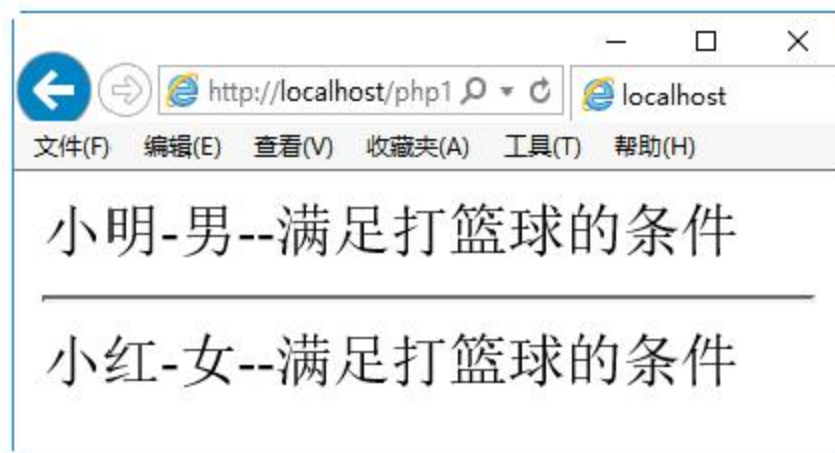 http://localhost/php1
localhost
文件(F) 编辑(E) 查看(V) 收藏夹(A) 工具(T) 帮助(H)
小明-男--满足打篮球的条件
小红-女--满足打篮球的条件